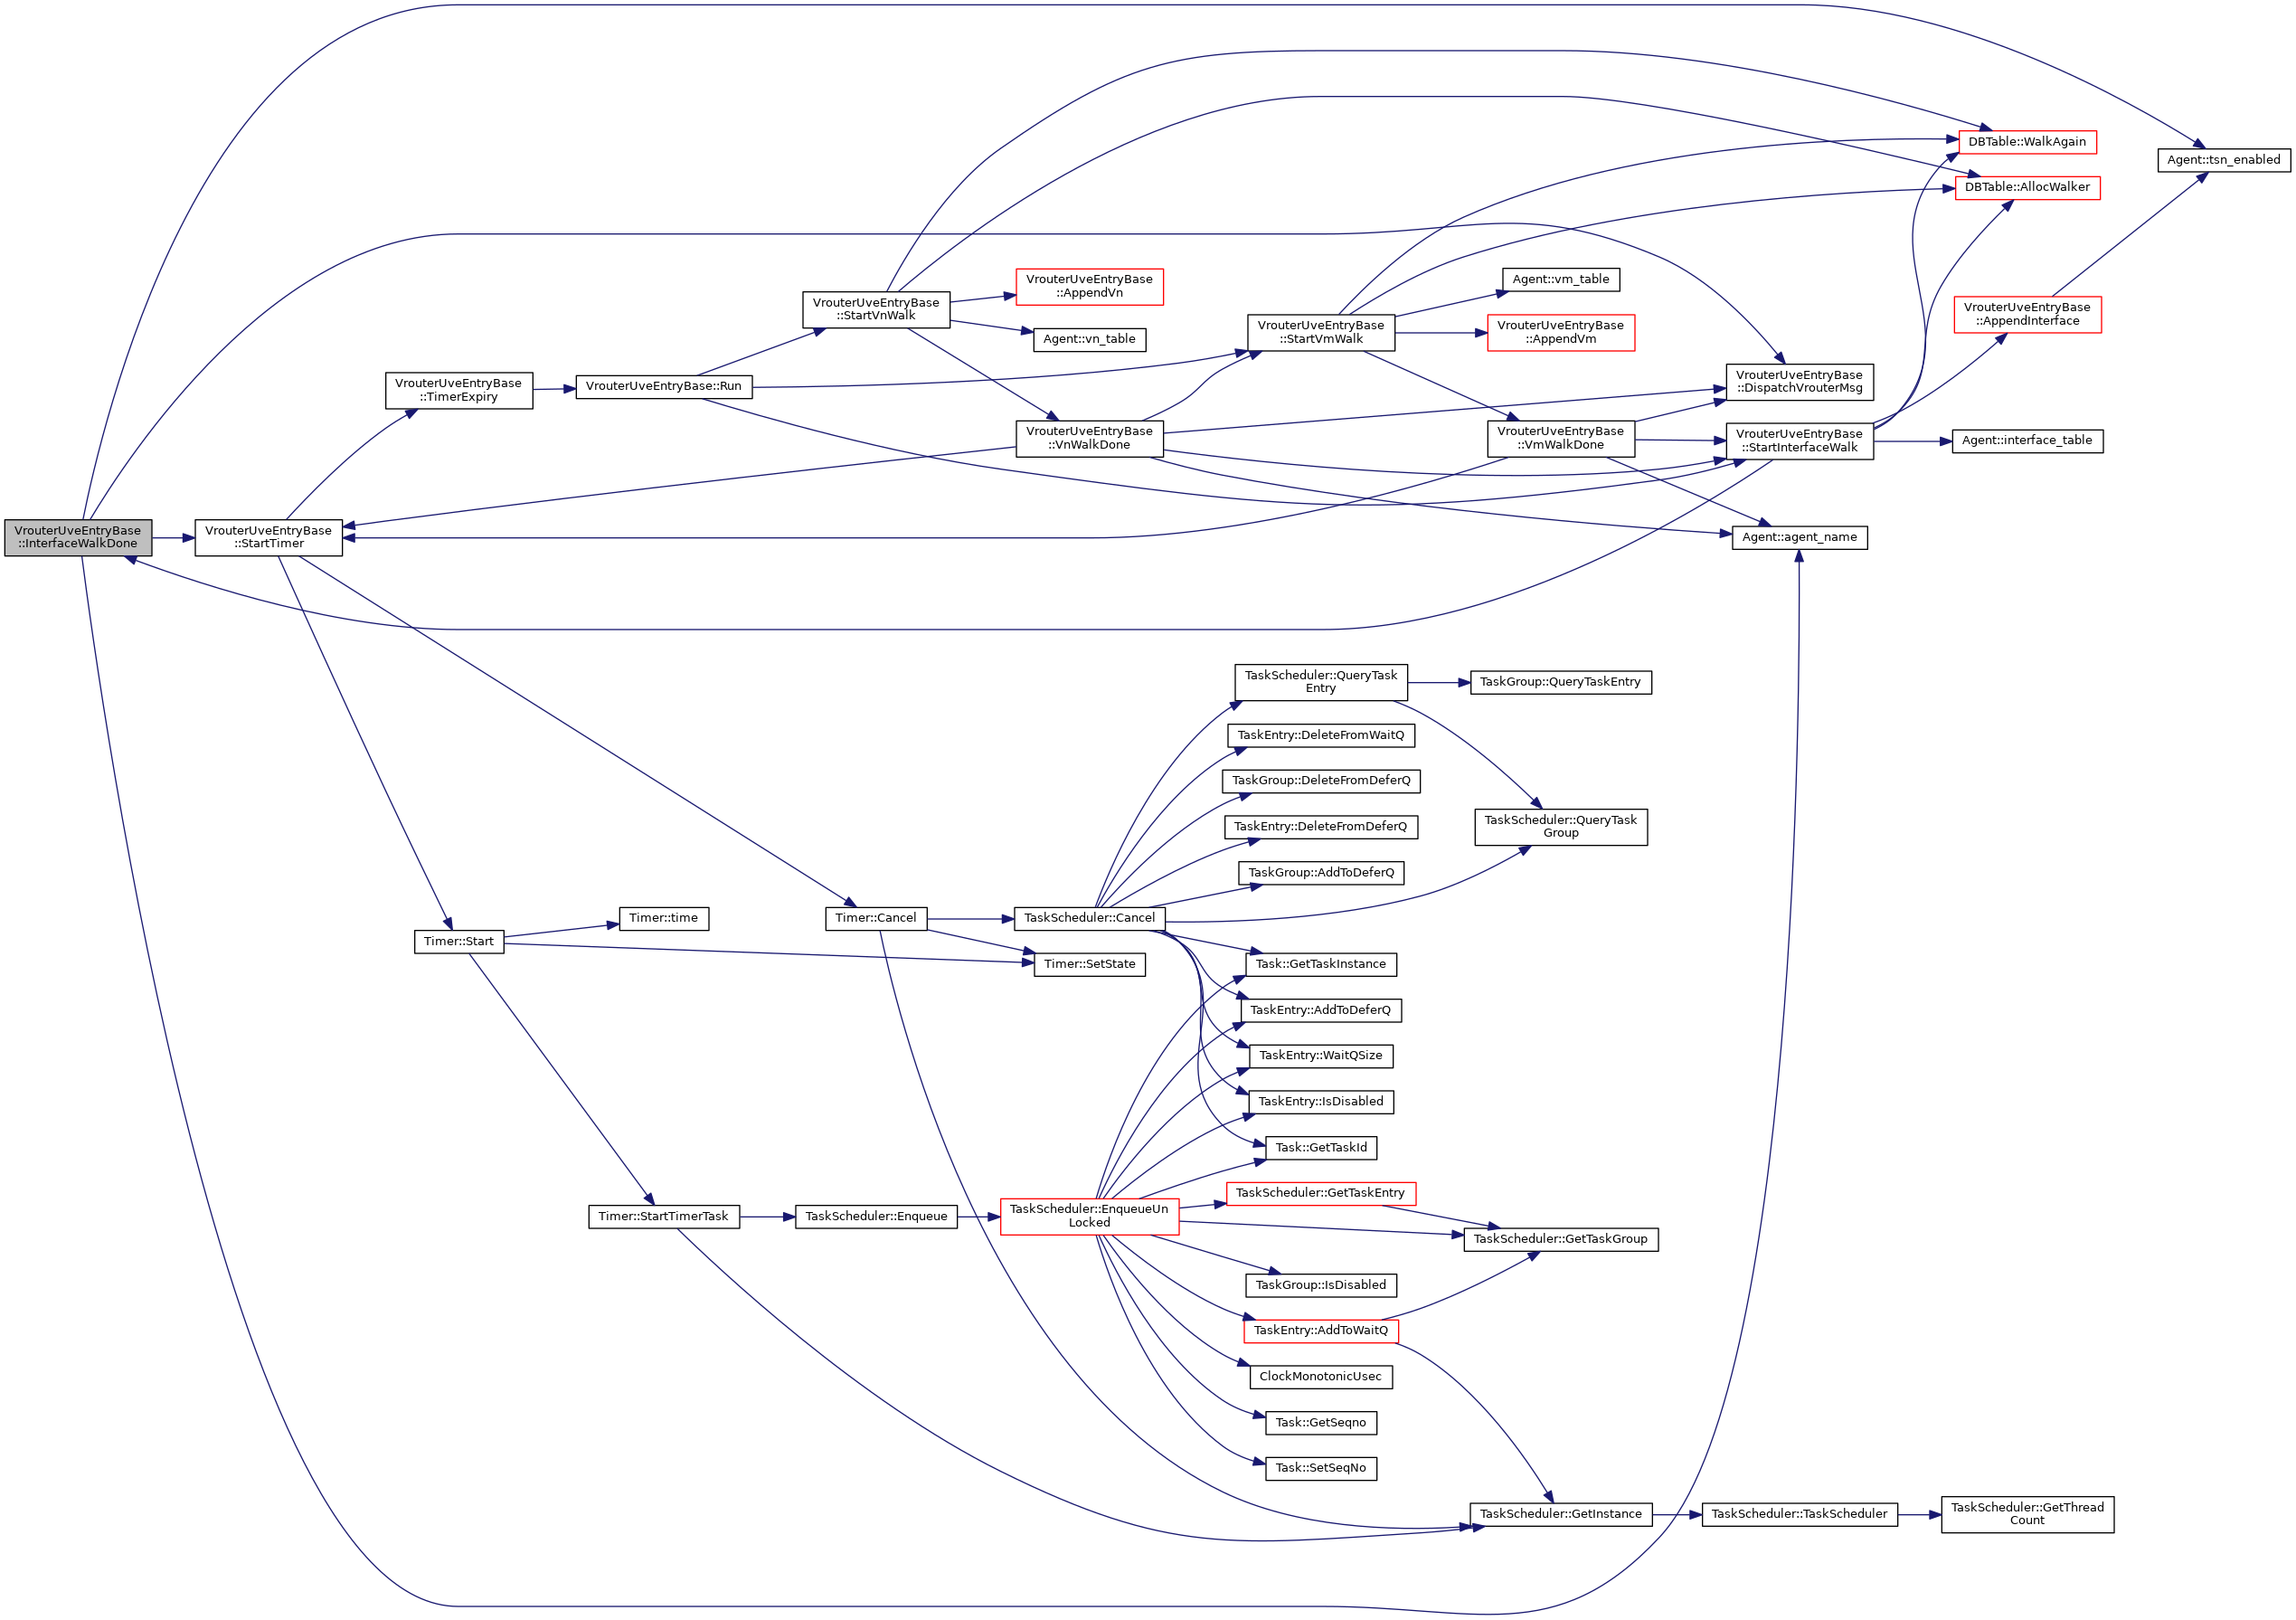 VrouterUveEntryBase
::InterfaceWalkDone
VrouterUveEntryBase
::StartTimer
VrouterUveEntryBase
::TimerExpiry
VrouterUveEntryBase::Run
VrouterUveEntryBase
::StartVnWalk
VrouterUveEntryBase
::AppendVn
Agent::vn_table
VrouterUveEntryBase
::VnWalkDone
VrouterUveEntryBase
::StartVmWalk
Agent::vm_table
VrouterUveEntryBase
::AppendVm
VrouterUveEntryBase
::VmWalkDone
VrouterUveEntryBase
::DispatchVrouterMsg
VrouterUveEntryBase
::StartInterfaceWalk
Agent::agent_name
DBTable::WalkAgain
DBTable::AllocWalker
VrouterUveEntryBase
::AppendInterface
Agent::interface_table
Agent::tsn_enabled
Timer::Start
Timer::time
Timer::StartTimerTask
Timer::Cancel
TaskScheduler::Cancel
Timer::SetState
TaskScheduler::Enqueue
TaskScheduler::EnqueueUn
Locked
TaskScheduler::QueryTask
Entry
TaskGroup::QueryTaskEntry
TaskEntry::DeleteFromWaitQ
TaskGroup::DeleteFromDeferQ
TaskEntry::DeleteFromDeferQ
TaskGroup::AddToDeferQ
TaskScheduler::QueryTask
Group
Task::GetTaskInstance
TaskEntry::AddToDeferQ
TaskEntry::WaitQSize
TaskEntry::IsDisabled
Task::GetTaskId
TaskScheduler::GetTaskEntry
TaskScheduler::GetTaskGroup
TaskGroup::IsDisabled
TaskEntry::AddToWaitQ
ClockMonotonicUsec
Task::GetSeqno
Task::SetSeqNo
TaskScheduler::GetInstance
TaskScheduler::TaskScheduler
TaskScheduler::GetThread
Count